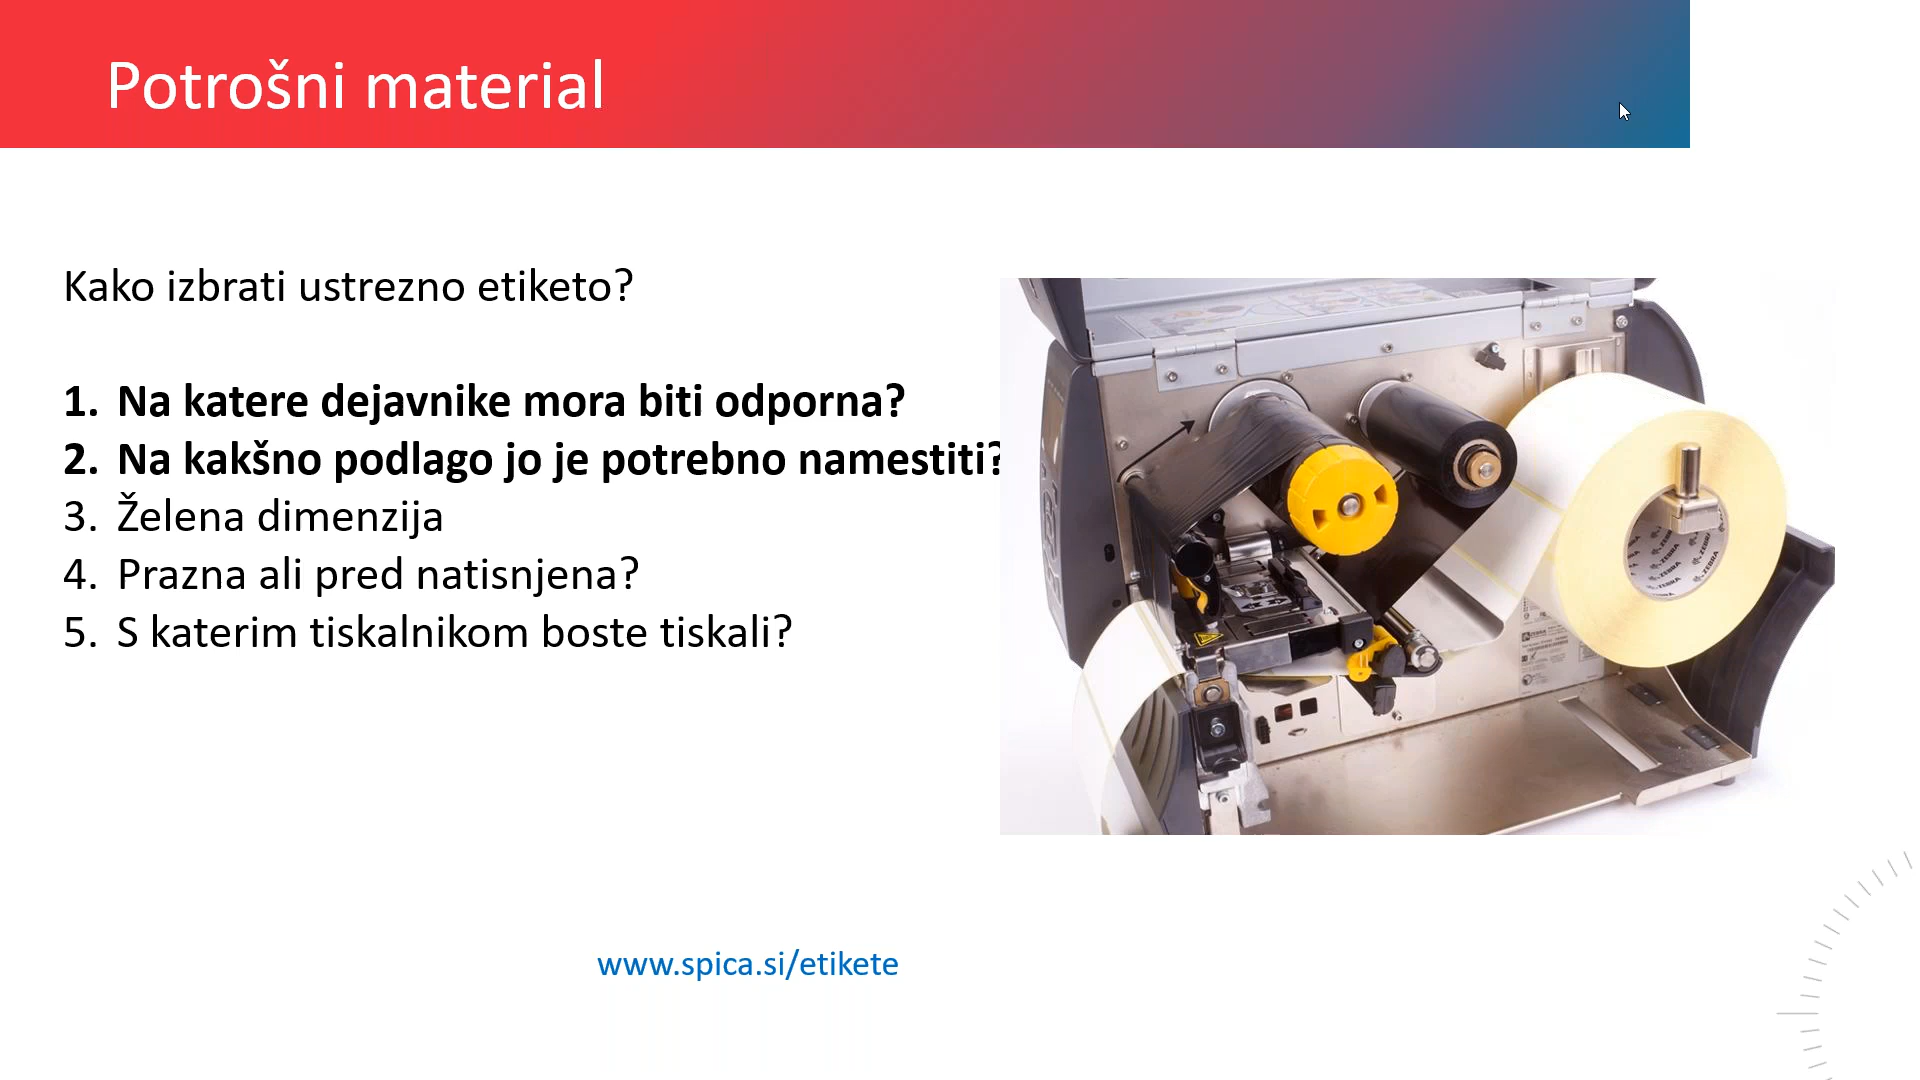 Potrošni material
Kako izbrati ustrezno etiketo?
1. Na katere dejavnike mora biti odporna?
2. Na kakšno podlago jo je potrebno namestiti?
3. Želena dimenzija
4. Prazna ali pred natisnjena?
5. S katerim tiskalnikom boste tiskali?
ZEBRA
www.spica.si/etikete